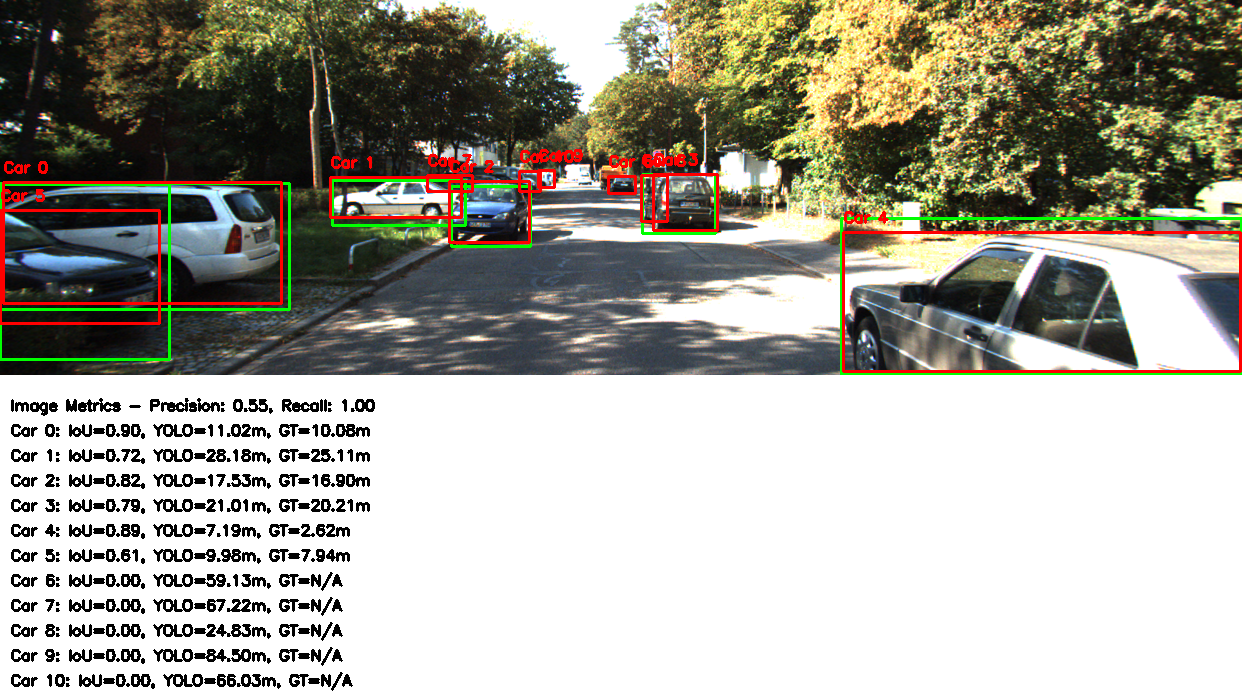 Car 0
Car 1
Car 7
Car 3
Car 5
Car 4
Image Metrics – Precision: 0.55, Recall: 1.00
Car 0: IoU=0.90, YOLO=11.02m, GT=10.08m
Car 1: IoU=0.72, YOLO=28.18m, GT=25.11m
Car 2: IoU=0.82, YOLO=17.53m, GT=16.90m
Car 3: IoU=0.79, YOLO=21.01m, GT=20.21m
Car 4: IoU=0.89, YOLO=7.19m, GT=2.62m
Car 5: IoU=0.61, YOLO=9.98m, GT=7.94m
Car 6: IoU=0.00, YOLO=59.13m, GT=N/A
Car 7: IoU=0.00, YOLO=67.22m, GT=N/A
Car 8: IoU=0.00, YOLO=24.83m, GT=N/A
Car 9: IoU=0.00, YOLO=84.50m, GT=N/A
Car 10: IoU=0.00, YOLO=66.03m, GT=N/A